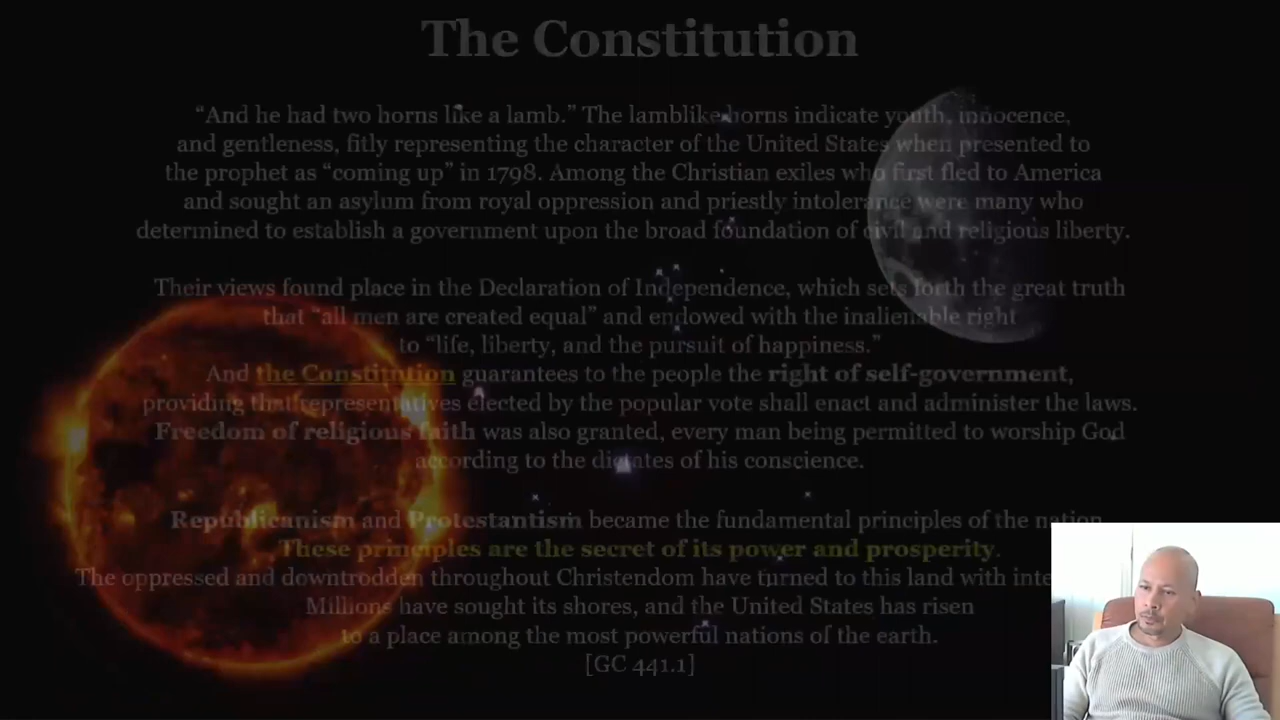 The Constitution
“And he had two horns like a lamb.” The lamblike horns indicate youth, innocence,
and gentleness, fitly representing the character of the United States when presented to
the prophet as “coming up” in 1798. Among the Christian exiles who first fled to America
and sought an asylum from royal oppression and priestly intolerance were many who
determined to establish a government upon the broad foundation of civil and religious liberty.
Their views found place in the Declaration of Independence, which sets forth the great truth
that “all men are created equal” and endowed with the inalienable right
to “life, liberty, and the pursuit of happiness.”
And the Constitution guarantees to the people the right of self-government,
providing that representatives elected by the popular vote shall enact and administer the laws.
Freedom of religious faith was also granted, every man being permitted to worship God
according to the dictates of his conscience.
Republicanism and Protestantism became the fundamental principles of the nation.
These principles are the secret of its power and prosperity.
The oppressed and downtrodden throughout Christendom have turned to this land with
Millions have sought its shores, and the United States has risen
to a place among the most powerful nations of the earth.
[GC 441.1]